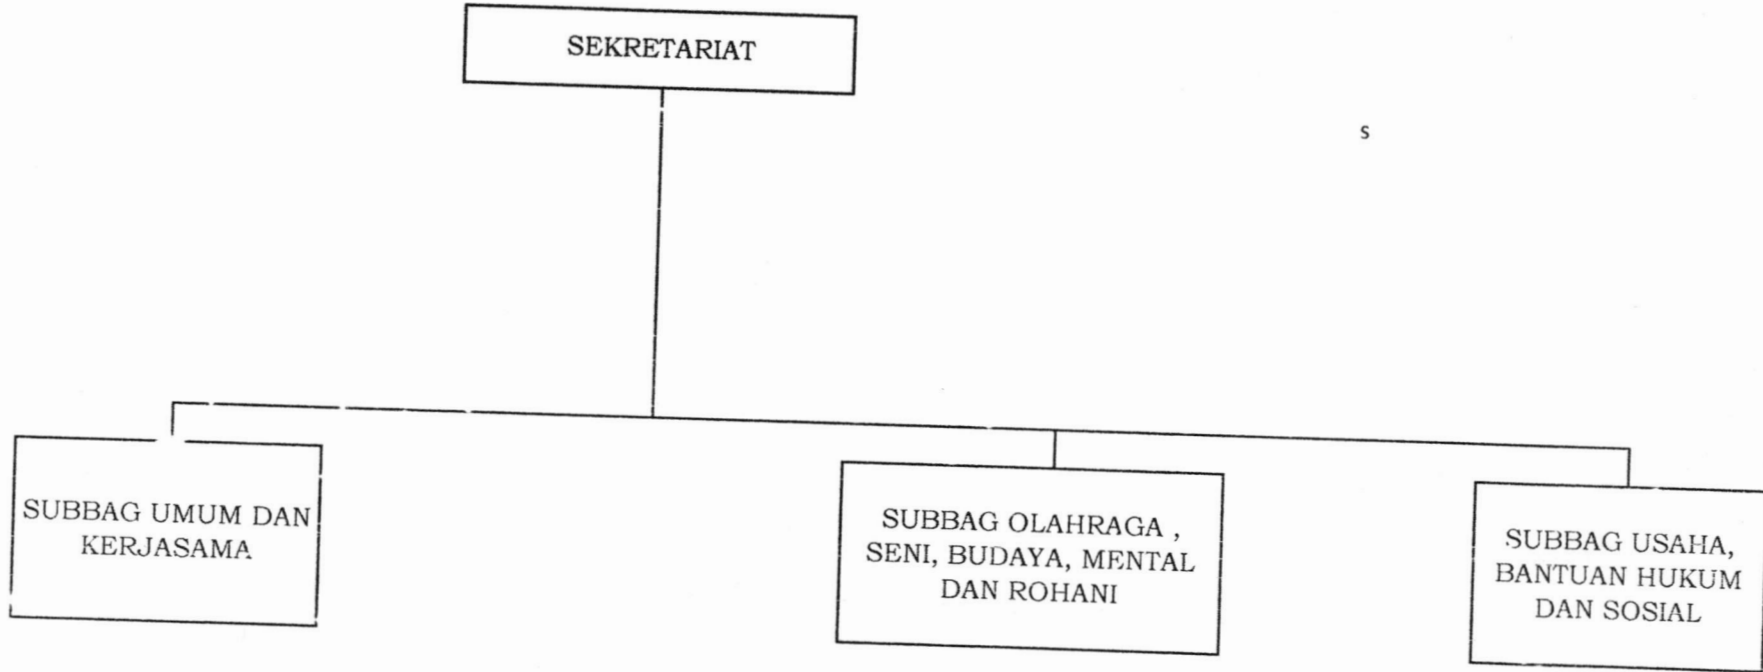 SEKRETARIAT
s
SUBBAG UMUM DAN
KERJASAMA
SUBBAG OLAHRAGA ,
SENI, BUDAYA, MENTAL
DAN ROHANI
SUBBAG USAHA,
BANTUAN HUKUM
DAN SOSIAL